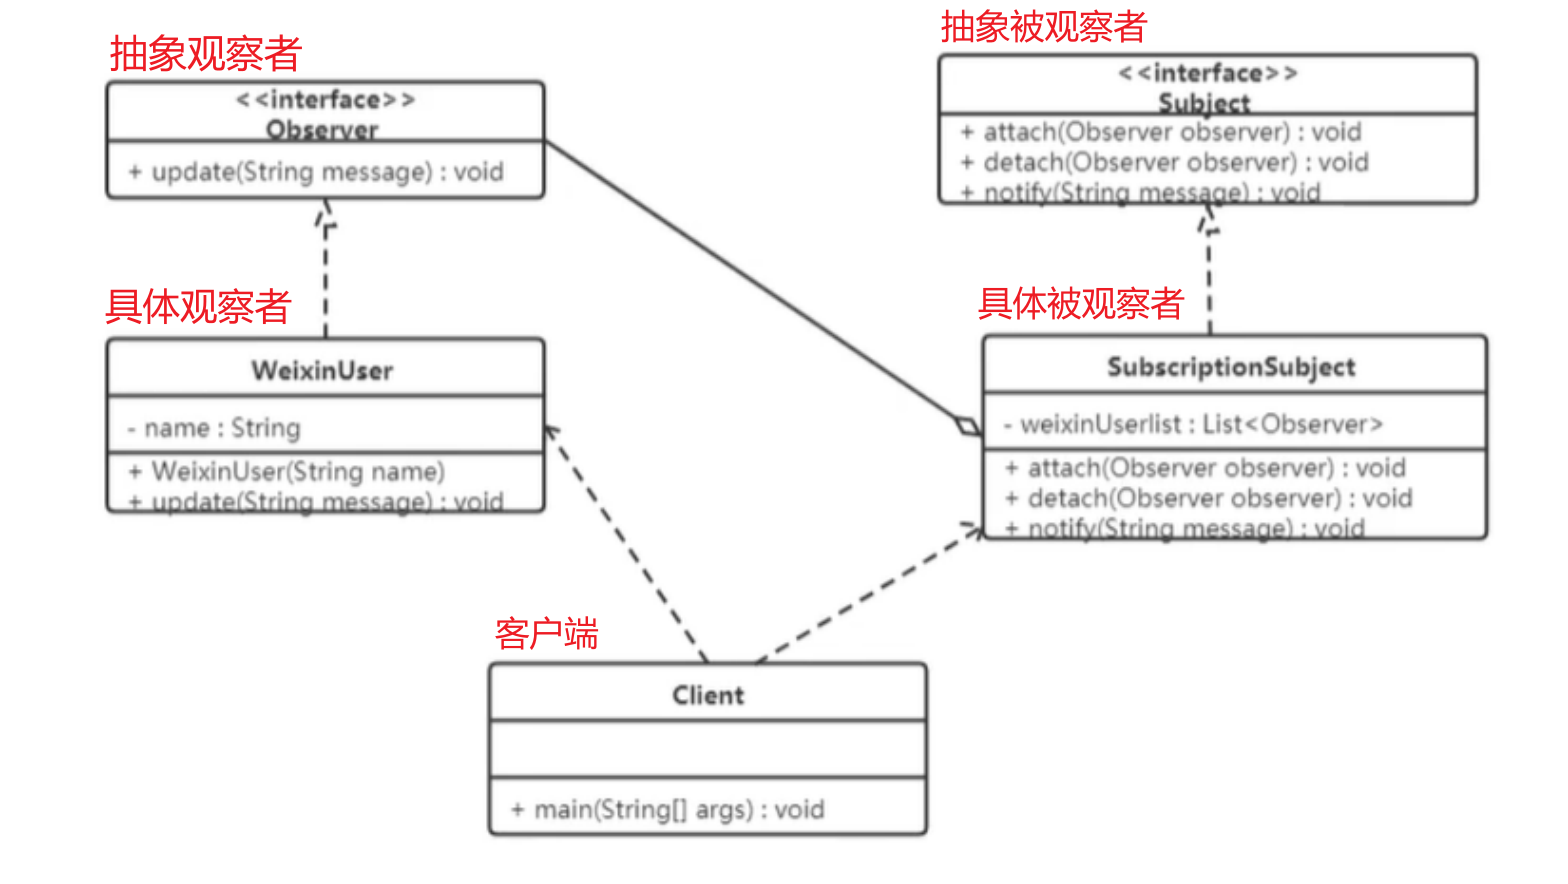 抽象观察者
<<interface>>
Observer
+ update(String message) : void
抽象被观察者
<<interface>>
Subject
+ attach(Observer observer) : void
+ detach(Observer observer) : void
+ notify(String message) : void
具体观察者
WeixinUser
- name : String
+ WeixinUser(String name)
+ update(String message) : void
具体被观察者
SubscriptionSubject
- weixinUserlist : List<Observer>
+ attach(Observer observer) : void
+ detach(Observer observer) : void
+ notify(String message) : void
客户端
Client
+ main(String[] args) : void